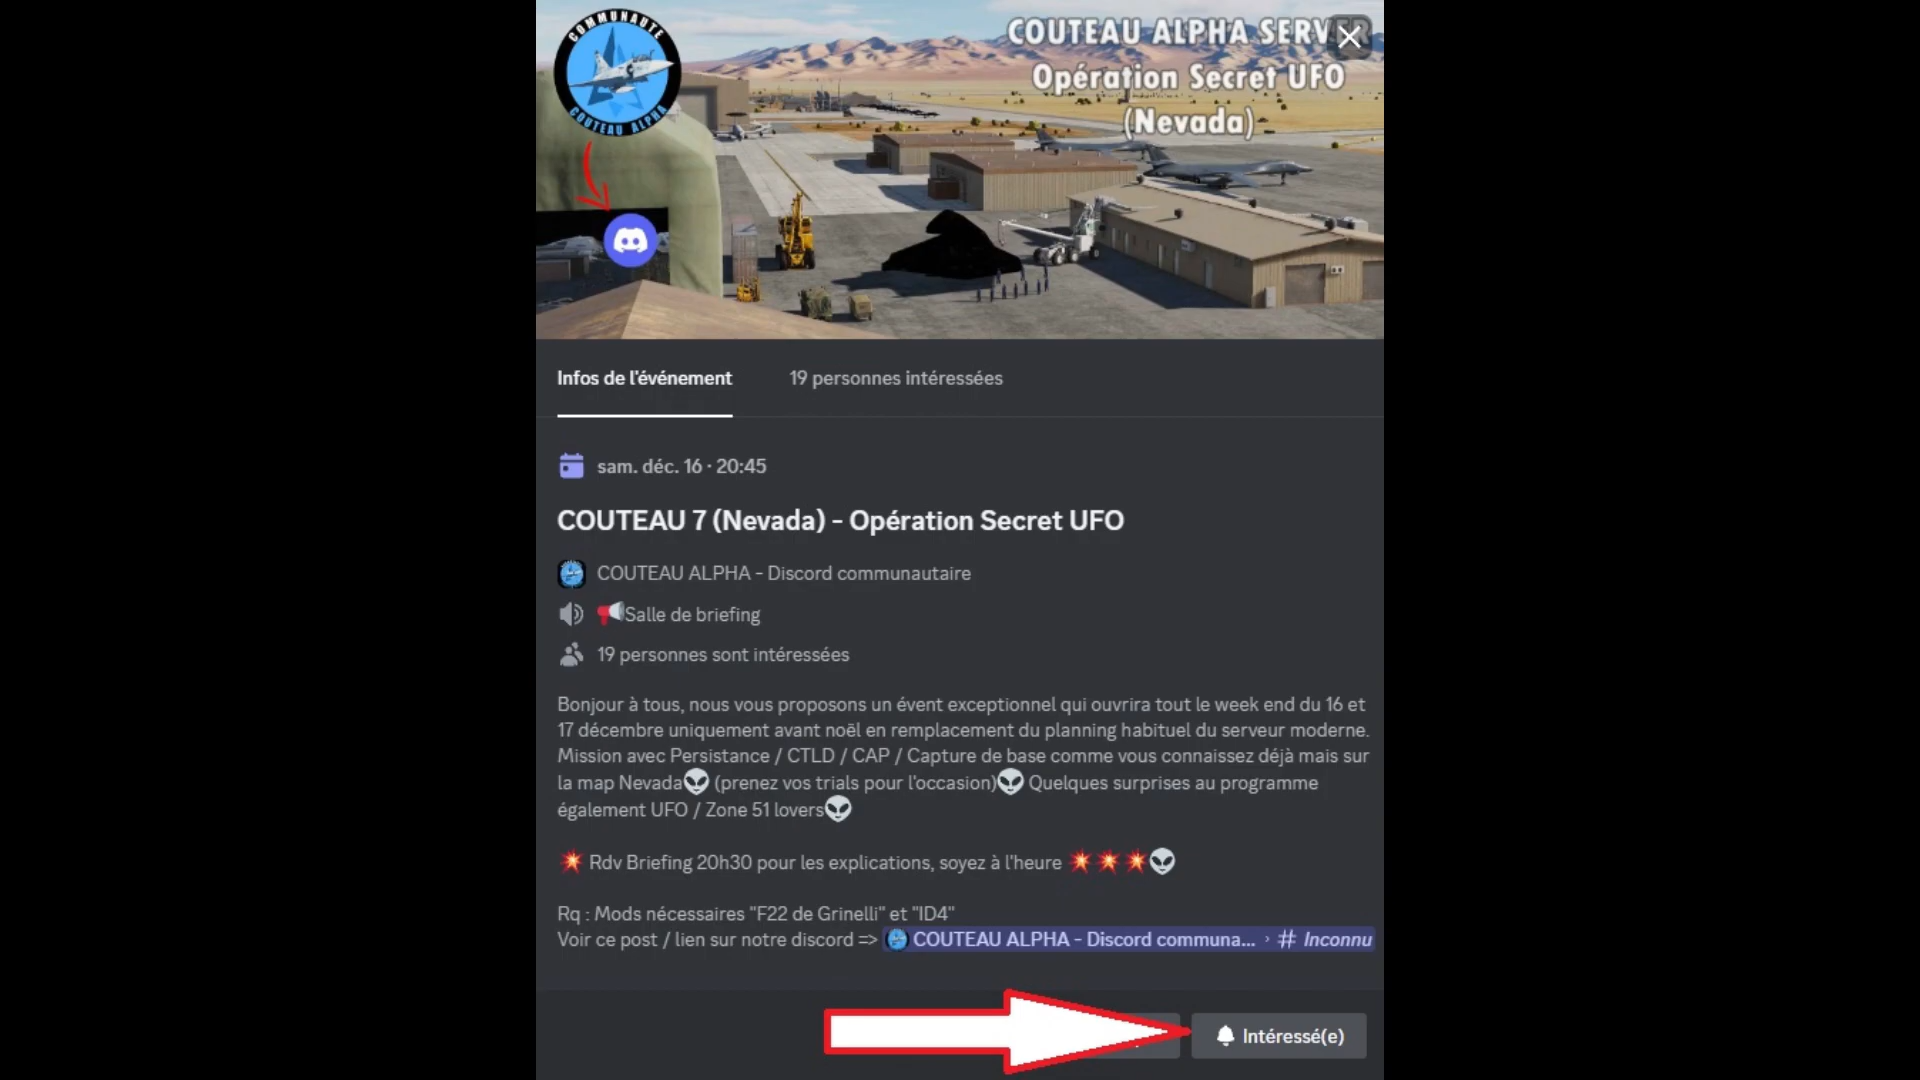 COMMUNAUTE
COUTEAU ALPHA
COUTEAU ALPHA SERVER
Opération Secret UFO
(Nevada)
Infos de l'événement
19 personnes intéressées
sam. déc. 16 · 20:45
COUTEAU 7 (Nevada) - Opération Secret UFO
COUTEAU ALPHA - Discord communautaire
📢Salle de briefing
19 personnes sont intéressées
Bonjour à tous, nous vous proposons un évent exceptionnel qui ouvrira tout le week end du 16 et
17 décembre uniquement avant noël en remplacement du planning habituel du serveur moderne.
Mission avec Persistance / CTLD / CAP / Capture de base comme vous connaissez déjà mais sur
la map Nevada👽 (prenez vos trials pour l'occasion)👽 Quelques surprises au programme
également UFO / Zone 51 lovers👽
💥 Rdv Briefing 20h30 pour les explications, soyez à l'heure 💥💥💥👽
Rq : Mods nécessaires "F22 de Grinelli" et "ID4"
Voir ce post / lien sur notre discord => COUTEAU ALPHA - Discord communa... › # Inconnu
Intéressé(e)